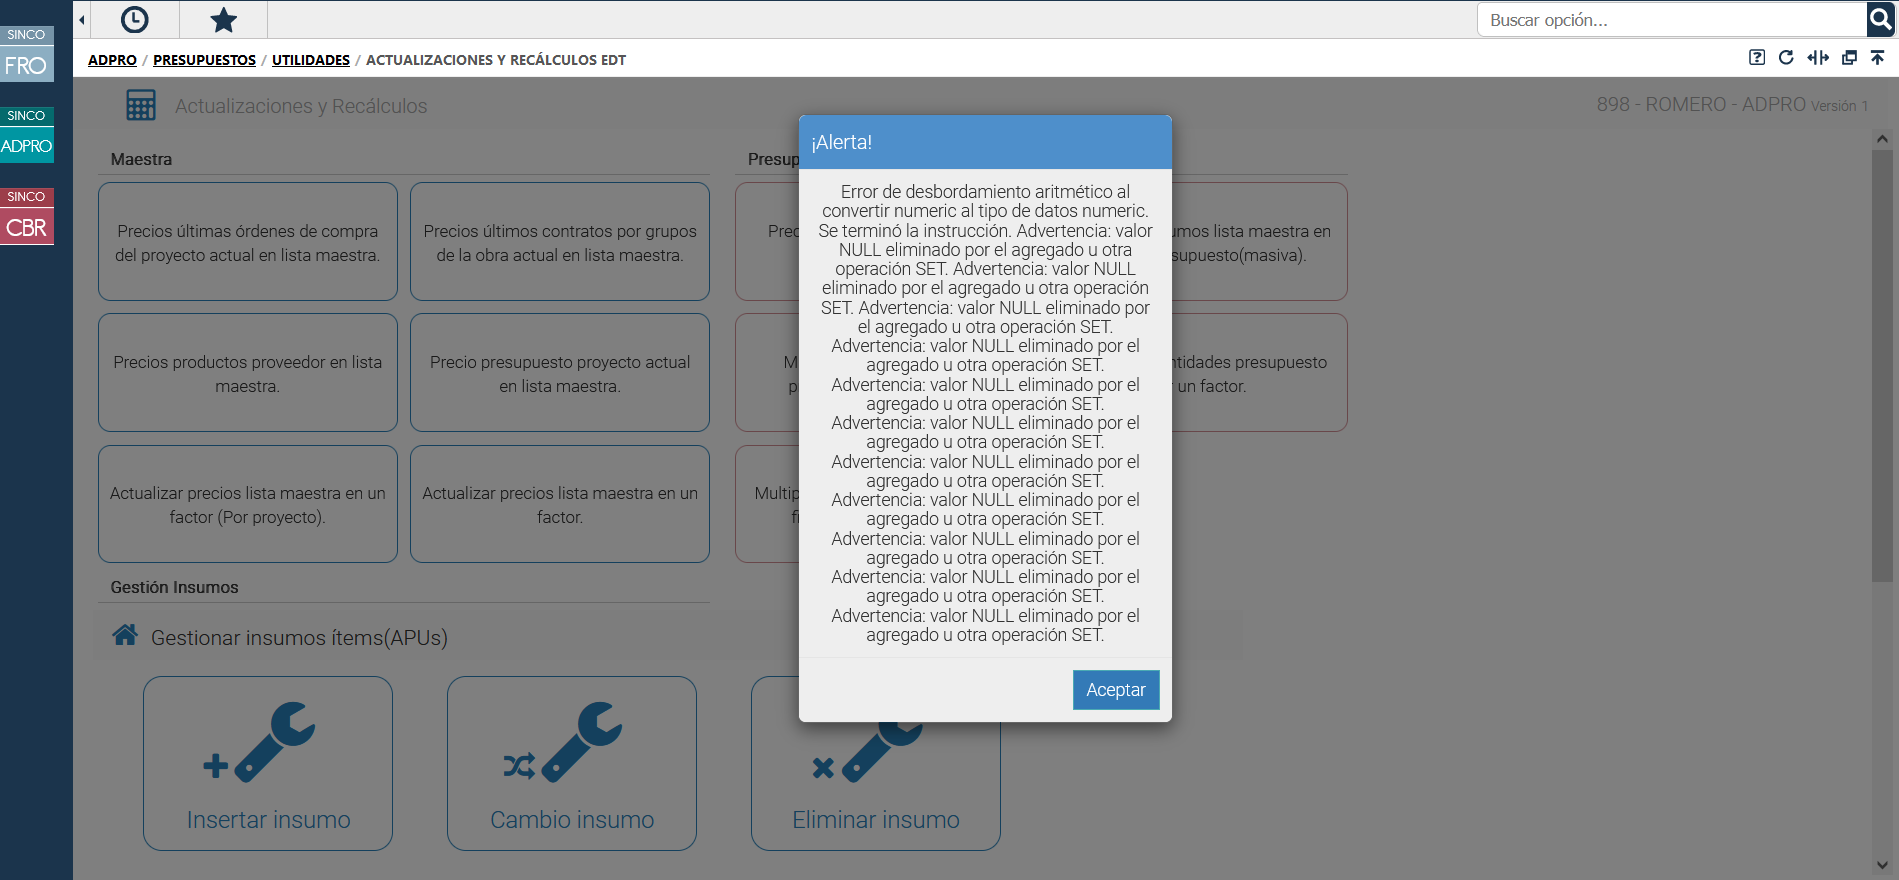 SINCO
FRO
SINCO
ADPRO
SINCO
CBR
Buscar opción...
ADPRO / PRESUPUESTOS / UTILIDADES / ACTUALIZACIONES Y RECÁLCULOS EDT
Actualizaciones y Recálculos
898 - ROMERO - ADPRO Versión 1
Maestra
Precios últimas órdenes de compra
del proyecto actual en lista maestra.
Precios últimos contratos por grupos
de la obra actual en lista maestra.
Precios productos proveedor en lista
maestra.
Precio presupuesto proyecto actual
en lista maestra.
Actualizar precios lista maestra en un
factor (Por proyecto).
Actualizar precios lista maestra en un
factor.
Presup
Prec
lista maestra en
(masiva).
presupuesto
un factor.
Multip
¡Alerta!
Error de desbordamiento aritmético al
convertir numeric al tipo de datos numeric.
Se terminó la instrucción. Advertencia: valor
NULL eliminado por el agregado u otra
operación SET. Advertencia: valor NULL
eliminado por el agregado u otra operación
SET. Advertencia: valor NULL eliminado por
el agregado u otra operación SET.
Advertencia: valor NULL eliminado por el
agregado u otra operación SET.
Advertencia: valor NULL eliminado por el
agregado u otra operación SET.
Advertencia: valor NULL eliminado por el
agregado u otra operación SET.
Advertencia: valor NULL eliminado por el
agregado u otra operación SET.
Advertencia: valor NULL eliminado por el
agregado u otra operación SET.
Advertencia: valor NULL eliminado por el
agregado u otra operación SET.
Advertencia: valor NULL eliminado por el
agregado u otra operación SET.
Advertencia: valor NULL eliminado por el
agregado u otra operación SET.
Aceptar
Gestión Insumos
Gestionar insumos ítems(APUs)
Insertar insumo
Cambio insumo
Eliminar insumo